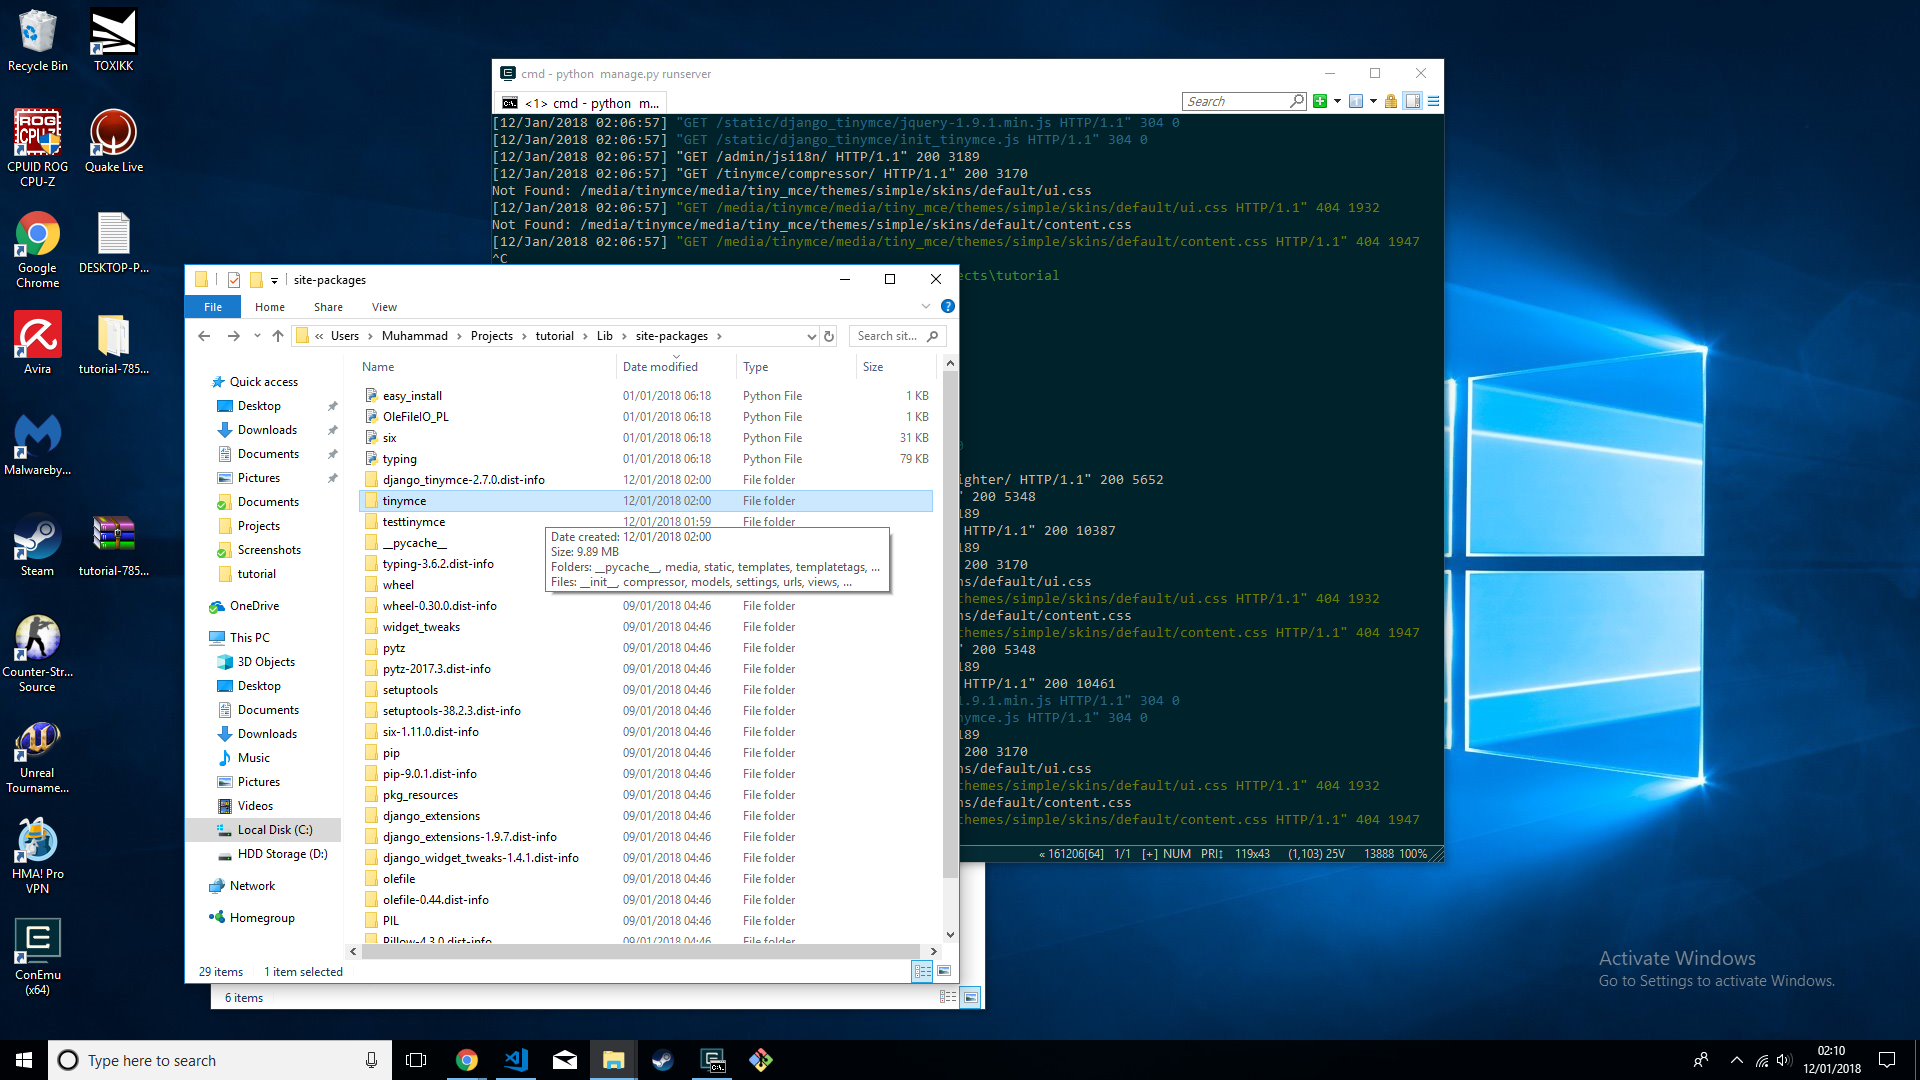 Recycle Bin
TOXIKK
CPUID ROG
CPU-Z
Quake Live
Google
Chrome
DESKTOP-P...
Avira
tutorial-785...
Malwareby...
Steam
tutorial-785...
Counter-Str...
Source
Unreal
Tourname...
HMA! Pro
VPN
ConEmu
(x64)
cmd - python  manage.py runserver
<1> cmd - python  m...
Search
[12/Jan/2018 02:06:57] "GET /static/django_tinymce/jquery-1.9.1.min.js HTTP/1.1" 304 0
[12/Jan/2018 02:06:57] "GET /static/django_tinymce/init_tinymce.js HTTP/1.1" 304 0
[12/Jan/2018 02:06:57] "GET /admin/jsi18n/ HTTP/1.1" 200 3189
[12/Jan/2018 02:06:57] "GET /tinymce/compressor/ HTTP/1.1" 200 3170
Not Found: /media/tinymce/media/tiny_mce/themes/simple/skins/default/ui.css
[12/Jan/2018 02:06:57] "GET /media/tinymce/media/tiny_mce/themes/simple/skins/default/ui.css HTTP/1.1" 404 1932
Not Found: /media/tinymce/media/tiny_mce/themes/simple/skins/default/content.css
[12/Jan/2018 02:06:57] "GET /media/tinymce/media/tiny_mce/themes/simple/skins/default/content.css HTTP/1.1" 404 1947
^C
ects\tutorial
ighter/ HTTP/1.1" 200 5652
" 200 5348
189
HTTP/1.1" 200 10387
189
200 3170
ns/default/ui.css
hemes/simple/skins/default/ui.css HTTP/1.1" 404 1932
ns/default/content.css
hemes/simple/skins/default/content.css HTTP/1.1" 404 1947
" 200 5348
189
HTTP/1.1" 200 10461
1.9.1.min.js HTTP/1.1" 304 0
nymce.js HTTP/1.1" 304 0
189
200 3170
ns/default/ui.css
hemes/simple/skins/default/ui.css HTTP/1.1" 404 1932
ns/default/content.css
hemes/simple/skins/default/content.css HTTP/1.1" 404 1947
« 161206[64] 1/1 [+] NUM PRI↕ 119x43 (1,103) 25V 13888 100%
site-packages
File Home Share View
« Users › Muhammad › Projects › tutorial › Lib › site-packages ›
Search sit...
Quick access
Desktop
Downloads
Documents
Pictures
Documents
Projects
Screenshots
tutorial
OneDrive
This PC
3D Objects
Desktop
Documents
Downloads
Music
Pictures
Videos
Local Disk (C:)
HDD Storage (D:)
Network
Homegroup
Name Date modified Type Size
easy_install 01/01/2018 06:18 Python File 1 KB
OleFileIO_PL 01/01/2018 06:18 Python File 1 KB
six 01/01/2018 06:18 Python File 31 KB
typing 01/01/2018 06:18 Python File 79 KB
django_tinymce-2.7.0.dist-info 12/01/2018 02:00 File folder
tinymce 12/01/2018 02:00 File folder
testtinymce 12/01/2018 01:59 File folder
__pycache__
typing-3.6.2.dist-info
wheel
wheel-0.30.0.dist-info 09/01/2018 04:46 File folder
widget_tweaks 09/01/2018 04:46 File folder
pytz 09/01/2018 04:46 File folder
pytz-2017.3.dist-info 09/01/2018 04:46 File folder
setuptools 09/01/2018 04:46 File folder
setuptools-38.2.3.dist-info 09/01/2018 04:46 File folder
six-1.11.0.dist-info 09/01/2018 04:46 File folder
pip 09/01/2018 04:46 File folder
pip-9.0.1.dist-info 09/01/2018 04:46 File folder
pkg_resources 09/01/2018 04:46 File folder
django_extensions 09/01/2018 04:46 File folder
django_extensions-1.9.7.dist-info 09/01/2018 04:46 File folder
django_widget_tweaks-1.4.1.dist-info 09/01/2018 04:46 File folder
olefile 09/01/2018 04:46 File folder
olefile-0.44.dist-info 09/01/2018 04:46 File folder
PIL 09/01/2018 04:46 File folder
Pillow-4.3.0.dist-info 09/01/2018 04:46 File folder
Date created: 12/01/2018 02:00
Size: 9.89 MB
Folders: __pycache__, media, static, templates, templatetags, ...
Files: __init__, compressor, models, settings, urls, views, ...
29 items 1 item selected
6 items
Activate Windows
Go to Settings to activate Windows.
Type here to search
02:10
12/01/2018